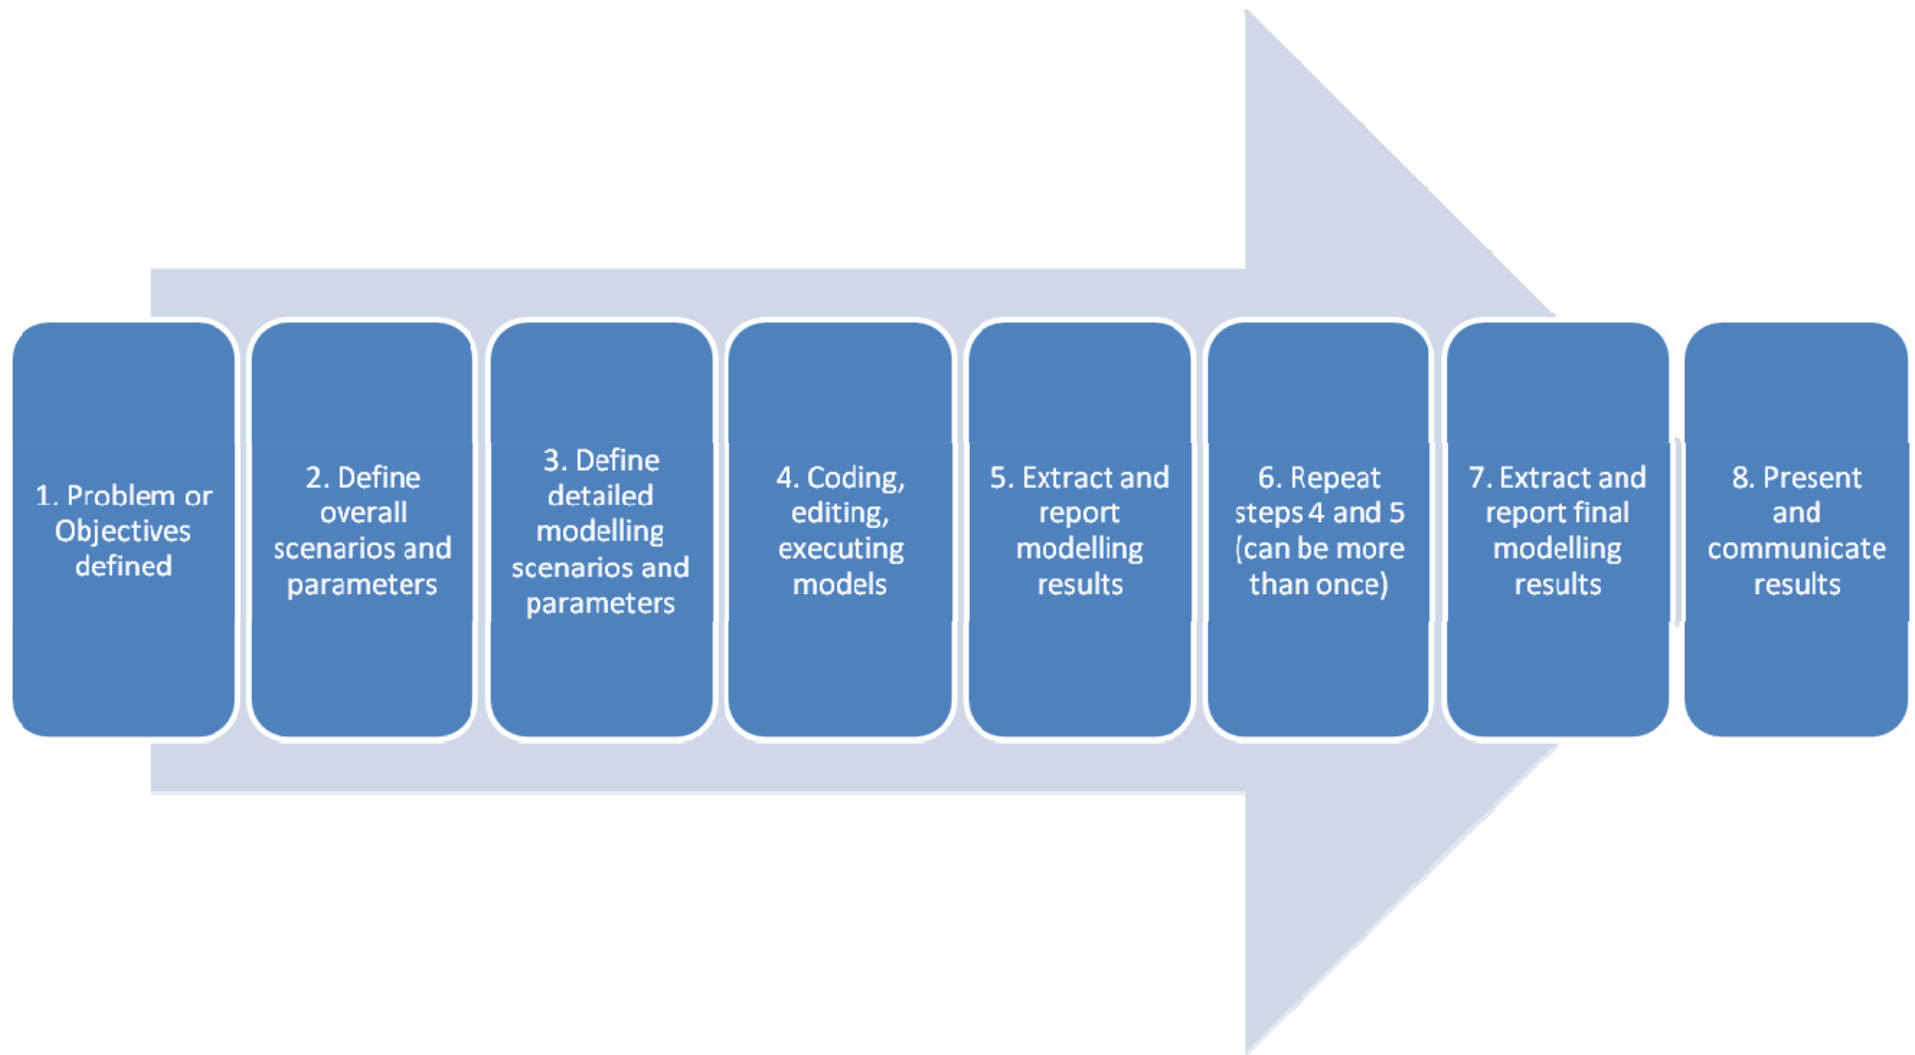 1. Problem or
Objectives
defined
2. Define
overall
scenarios and
parameters
3. Define
detailed
modelling
scenarios and
parameters
4. Coding,
editing,
executing
models
5. Extract and
report
modelling
results
6. Repeat
steps 4 and 5
(can be more
than once)
7. Extract and
report final
modelling
results
8. Present
and
communicate
results